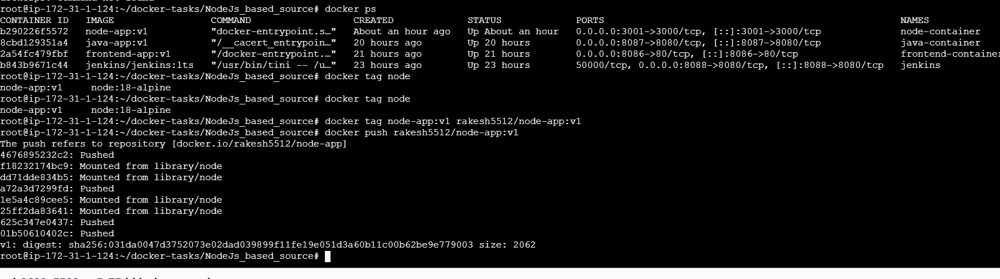 root@ip-172-31-1-124:~/docker-tasks/NodeJs_based_source# docker ps
CONTAINER ID   IMAGE                 COMMAND                  CREATED             STATUS             PORTS                                                    NAMES
b290226f5572   node-app:v1           "docker-entrypoint.s…"   About an hour ago   Up About an hour   0.0.0.0:3001->3000/tcp, [::]:3001->3000/tcp              node-container
8cbd129351a4   java-app:v1           "/__cacert_entrypoin…"   20 hours ago        Up 20 hours        0.0.0.0:8087->8080/tcp, [::]:8087->8080/tcp              java-container
2a54fc479fbf   frontend-app:v1       "/docker-entrypoint.…"   21 hours ago        Up 21 hours        0.0.0.0:8086->80/tcp, [::]:8086->80/tcp                  frontend-container
b843b9671c44   jenkins/jenkins:lts   "/usr/bin/tini -- /u…"   23 hours ago        Up 23 hours        50000/tcp, 0.0.0.0:8088->8080/tcp, [::]:8088->8080/tcp   jenkins
root@ip-172-31-1-124:~/docker-tasks/NodeJs_based_source# docker tag node
node-app:v1     node:18-alpine
root@ip-172-31-1-124:~/docker-tasks/NodeJs_based_source# docker tag node
node-app:v1     node:18-alpine
root@ip-172-31-1-124:~/docker-tasks/NodeJs_based_source# docker tag node-app:v1 rakesh5512/node-app:v1
root@ip-172-31-1-124:~/docker-tasks/NodeJs_based_source# docker push rakesh5512/node-app:v1
The push refers to repository [docker.io/rakesh5512/node-app]
4676895232c2: Pushed
f18232174bc9: Mounted from library/node
dd71dde834b5: Mounted from library/node
a72a3d7299fd: Pushed
1e5a4c89cee5: Mounted from library/node
25ff2da83641: Mounted from library/node
625c347e0437: Pushed
01b50610402c: Pushed
v1: digest: sha256:031da0047d3752073e02dad039899f11fe19e051d3a60b11c00b62be9e779003 size: 2062
root@ip-172-31-1-124:~/docker-tasks/NodeJs_based_source#